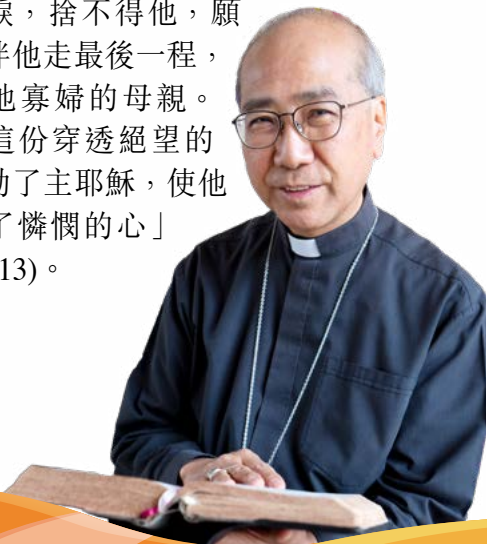 淚，捨不得他，願
伴他走最後一程，
他寡婦的母親。
這份穿透絕望的
動了主耶穌，使他
了憐憫的心」
13)。